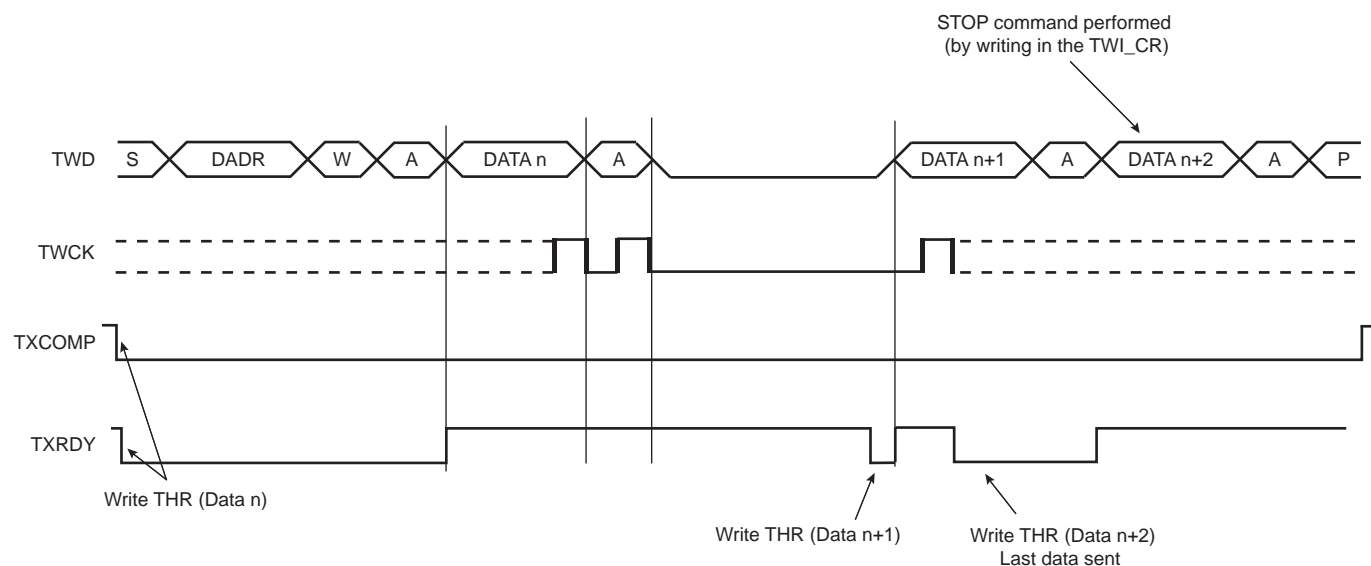 STOP command performed
(by writing in the TWI_CR)
TWD
S
DADR
W
A
DATA n
A
DATA n+1
A
DATA n+2
A
P
TWCK
TXCOMP
TXRDY
Write THR (Data n)
Write THR (Data n+1)
Write THR (Data n+2)
Last data sent